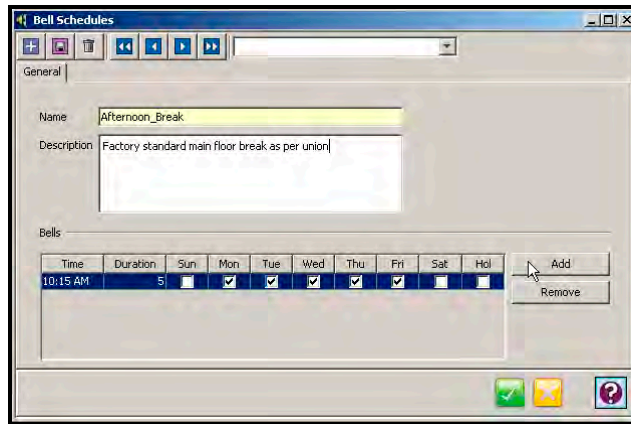 Bell Schedules
General
Name Afternoon_Break
Description Factory standard main floor break as per union
Bells
Time Duration Sun Mon Tue Wed Thu Fri Sat Hol Add
10:15 AM 5
Remove